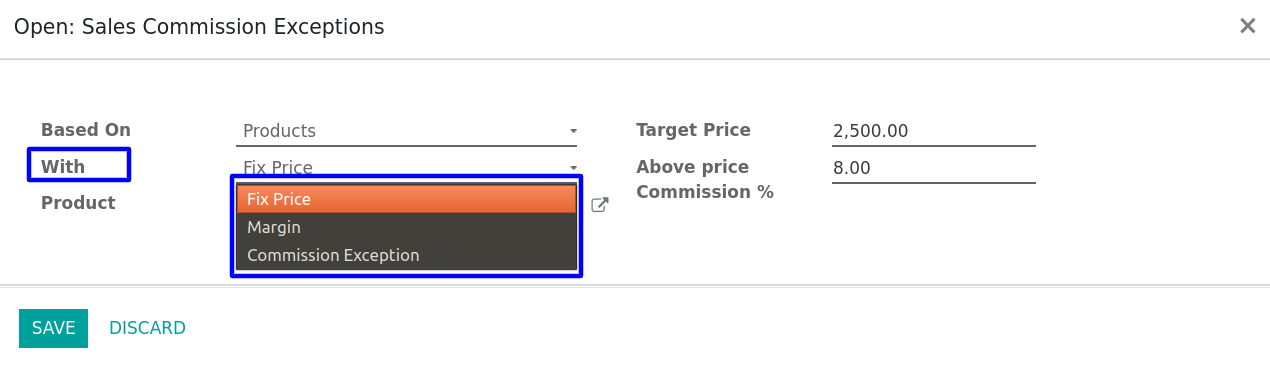 Open: Sales Commission Exceptions
Based On
Products
Target Price
2,500.00
With
Fix Price
Above price Commission %
8.00
Product
Fix Price
Margin
Commission Exception
SAVE
DISCARD